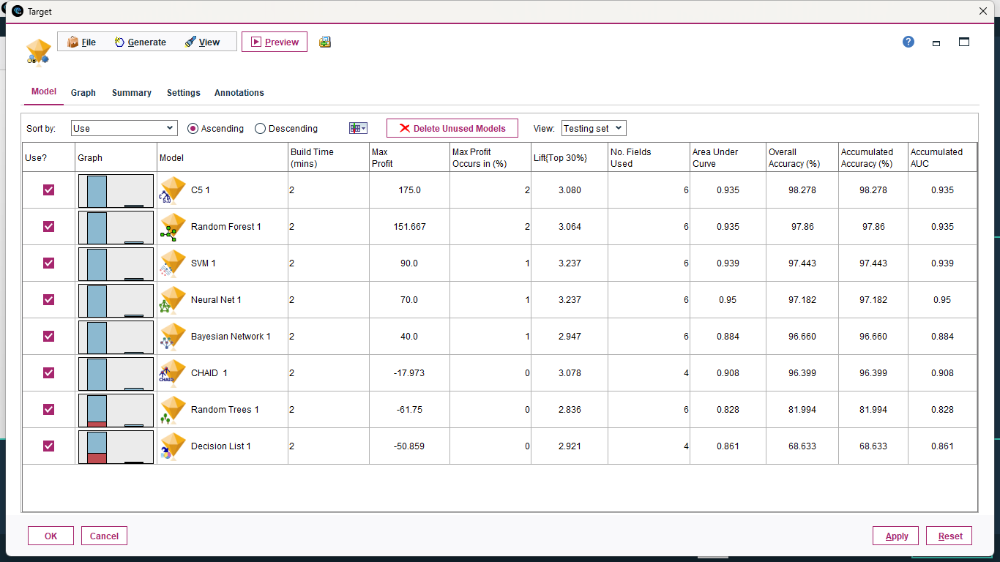 Target
File Generate View Preview
Model Graph Summary Settings Annotations
Sort by: Use Ascending Descending Delete Unused Models View: Testing set
Use? Graph Model Build Time (mins) Max Profit Max Profit Occurs in (%) Lift{Top 30%} No. Fields Used Area Under Curve Overall Accuracy (%) Accumulated Accuracy (%) Accumulated AUC
C5 1 2 175.0 2 3.080 6 0.935 98.278 98.278 0.935
Random Forest 1 2 151.667 2 3.064 6 0.935 97.86 97.86 0.935
SVM 1 2 90.0 1 3.237 6 0.939 97.443 97.443 0.939
Neural Net 1 2 70.0 1 3.237 6 0.95 97.182 97.182 0.95
Bayesian Network 1 2 40.0 1 2.947 6 0.884 96.660 96.660 0.884
CHAID 1 2 -17.973 0 3.078 4 0.908 96.399 96.399 0.908
Random Trees 1 2 -61.75 0 2.836 6 0.828 81.994 81.994 0.828
Decision List 1 2 -50.859 0 2.921 4 0.861 68.633 68.633 0.861
OK Cancel Apply Reset